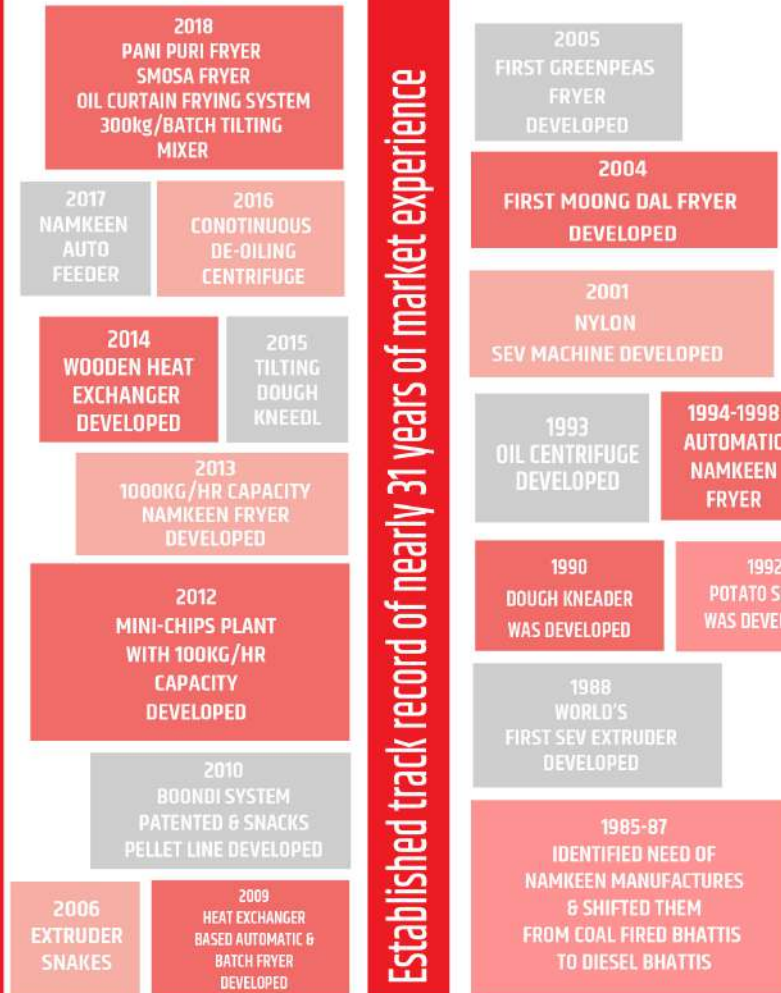 2018
PANI PURI FRYER
SMOSA FRYER
OIL CURTAIN FRYING SYSTEM
300kg/BATCH TILTING
MIXER
2017
NAMKEEN
AUTO
FEEDER
2016
CONOTINUOUS
DE-OILING
CENTRIFUGE
2014
WOODEN HEAT
EXCHANGER
DEVELOPED
2015
TILTING
DOUGH
KNEEDL
2013
1000KG/HR CAPACITY
NAMKEEN FRYER
DEVELOPED
2012
MINI-CHIPS PLANT
WITH 100KG/HR
CAPACITY
DEVELOPED
2010
BOONDI SYSTEM
PATENTED & SNACKS
PELLET LINE DEVELOPED
2006
EXTRUDER
SNAKES
2009
HEAT EXCHANGER
BASED AUTOMATIC &
BATCH FRYER
DEVELOPED
Established track record of nearly 31 years of market experience
2005
FIRST GREENPEAS
FRYER
DEVELOPED
2004
FIRST MOONG DAL FRYER
DEVELOPED
2001
NYLON
SEV MACHINE DEVELOPED
1993
OIL CENTRIFUGE
DEVELOPED
1994-1998
AUTOMATIC
NAMKEEN
FRYER
1990
DOUGH KNEADER
WAS DEVELOPED
1992
POTATO
WAS
1988
WORLD'S
FIRST SEV EXTRUDER
DEVELOPED
1985-87
IDENTIFIED NEED OF
NAMKEEN MANUFACTURES
& SHIFTED THEM
FROM COAL FIRED BHATTIS
TO DIESEL BHATTIS